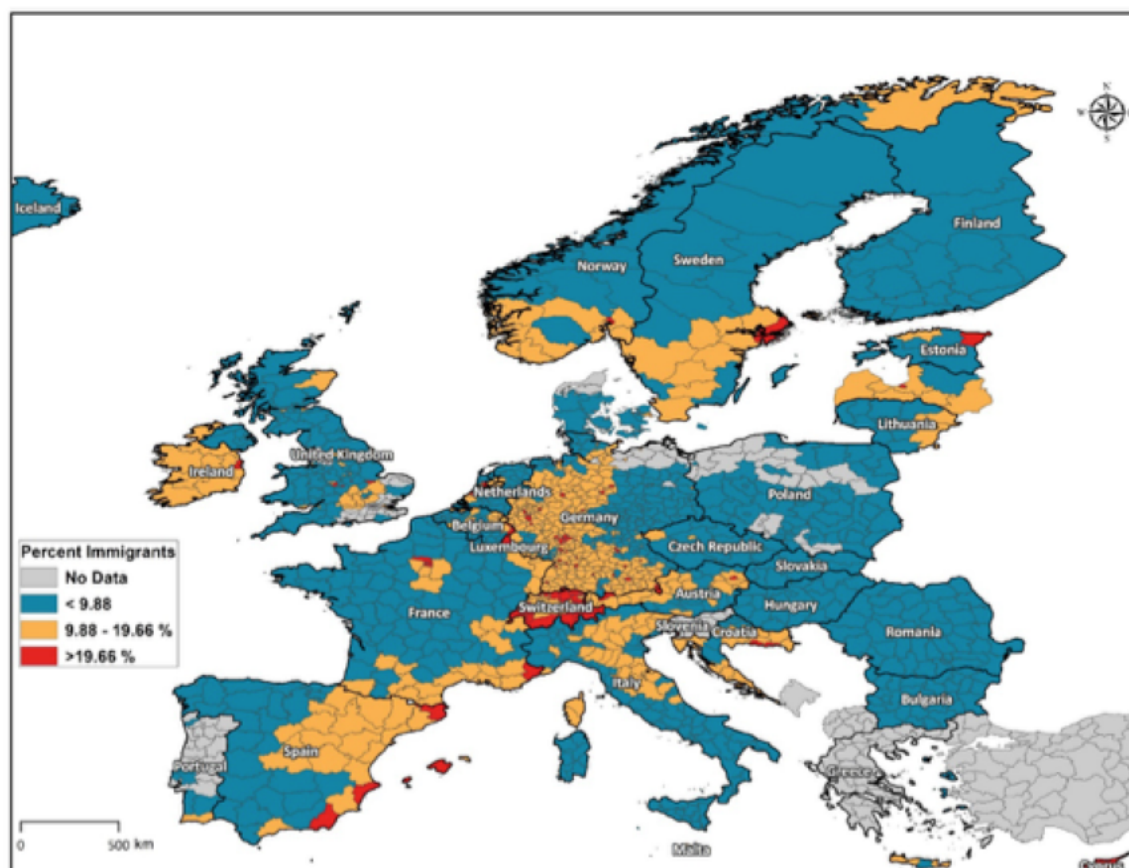 N
W
S
Iceland
Finland
Norway
Sweden
Estonia
Lithuania
United Kingdom
Ireland
Netherlands
Poland
Germany
Belgium
Luxembourg
Czech Republic
Slovakia
Percent Immigrants
No Data
< 9.88
9.88 - 19.66 %
>19.66 %
Austria
Switzerland
Hungary
France
Slovenia
Croatia
Romania
Italy
Bulgaria
Spain
Portugal
Greece
0 500 km
Malta
Cyprus